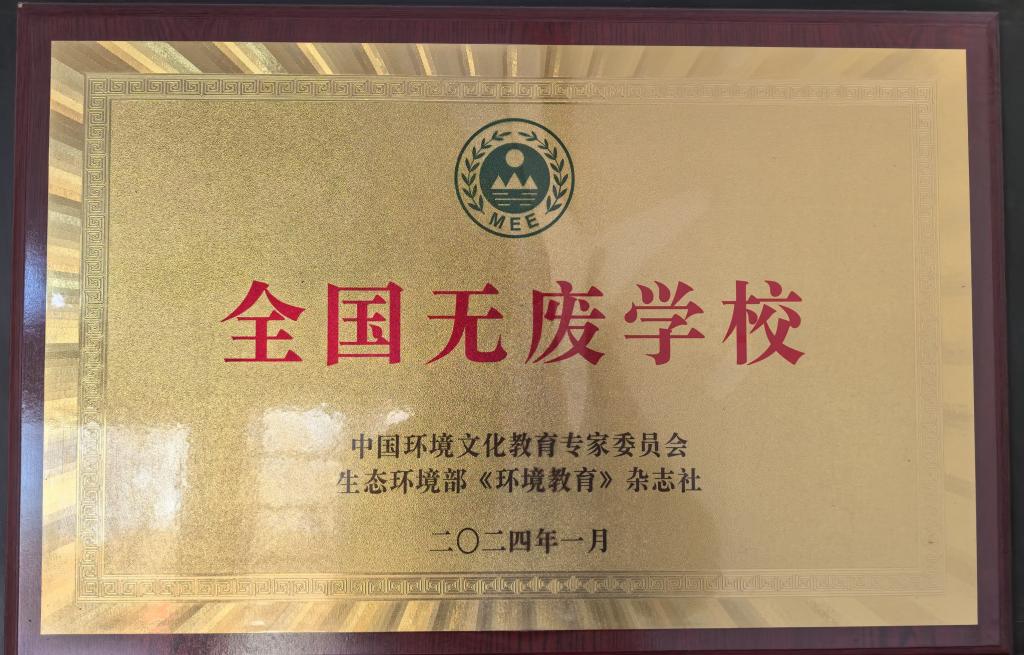 MEE
全国无废学校
中国环境文化教育专家委员会
生态环境部《环境教育》杂志社
二〇二四年一月